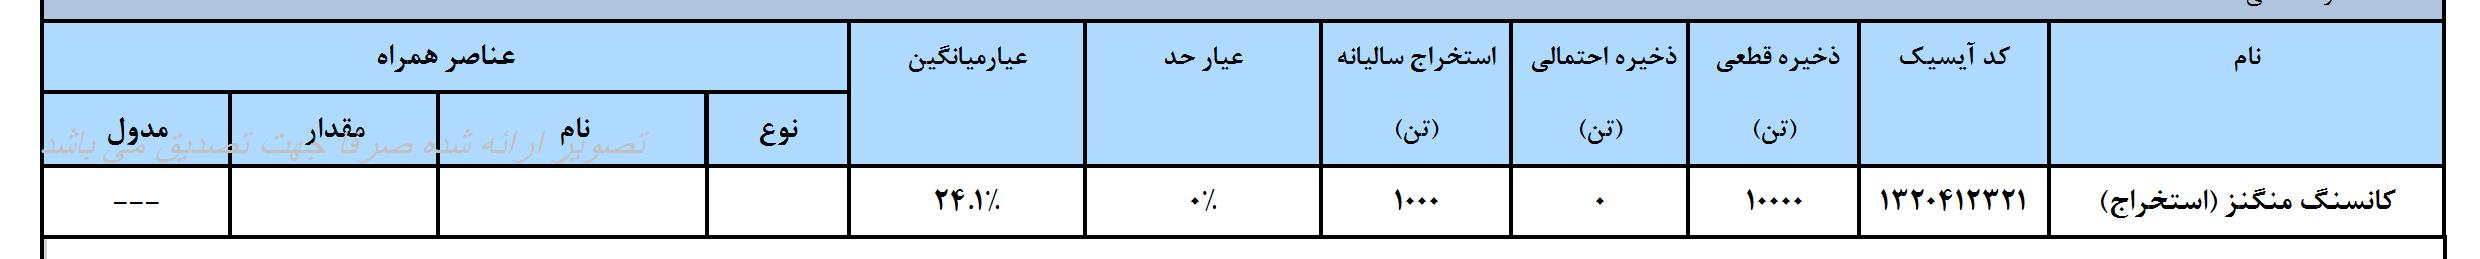 نام
کد آیسیک
ذخیره قطعی (تن)
ذخیره احتمالی (تن)
استخراج سالیانه (تن)
عیار حد
عیارمیانگین
عناصر همراه
نوع
نام
مقدار
مدول
تصویر ارائه شده صرفا جهت تصدیق می باشد
کانسنگ منگنز (استخراج)
۱۳۲۰۴۱۲۳۲۱
۱۰۰۰۰
۰
۱۰۰۰
۰%
۲۴.۱%
---